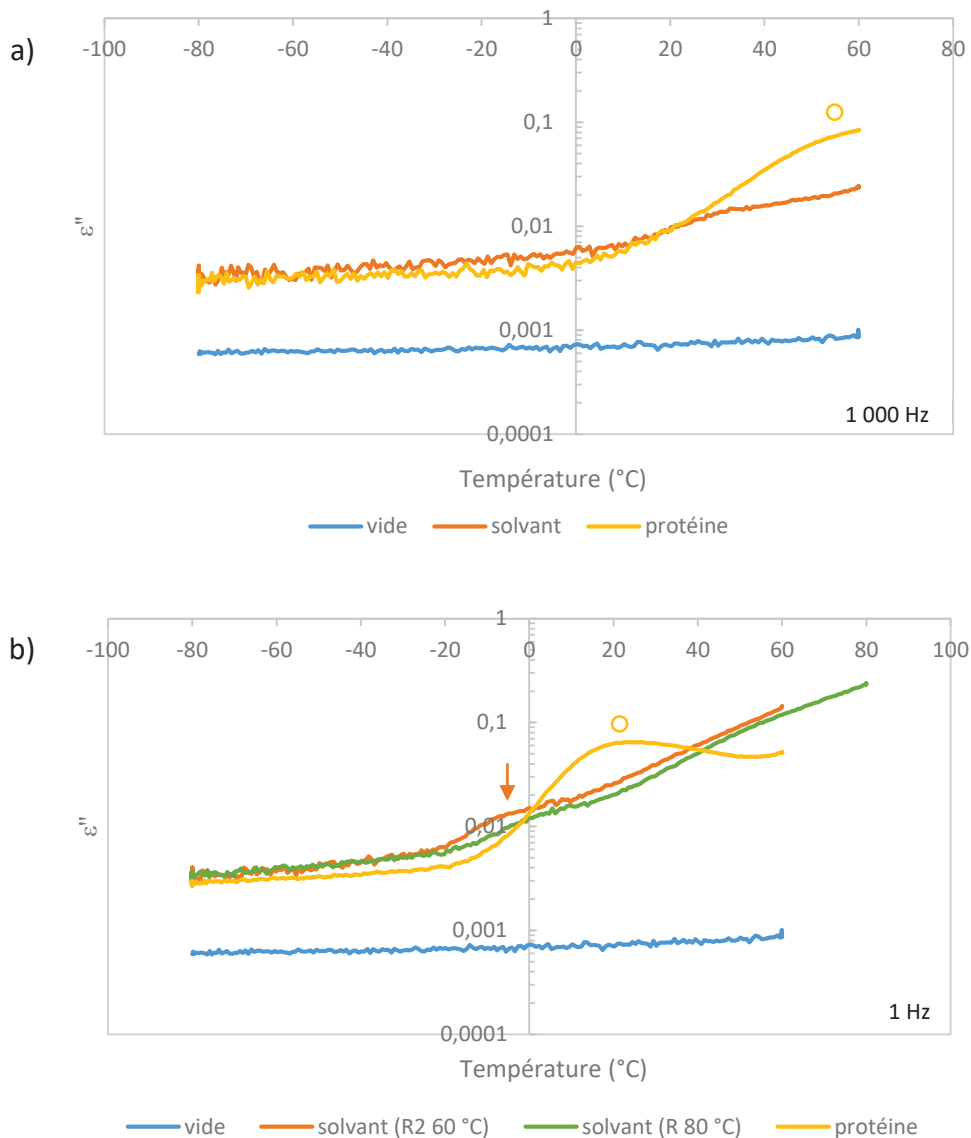 a)
1
-100 -80 -60 -40 -20 0 20 40 60 80
0,1
0,01
0,001
0,0001
ε"
1 000 Hz
Température (°C)
vide solvant protéine
b)
1
-100 -80 -60 -40 -20 0 20 40 60 80 100
0,1
0,01
0,001
0,0001
ε"
1 Hz
Température (°C)
vide solvant (R2 60 °C) solvant (R 80 °C) protéine